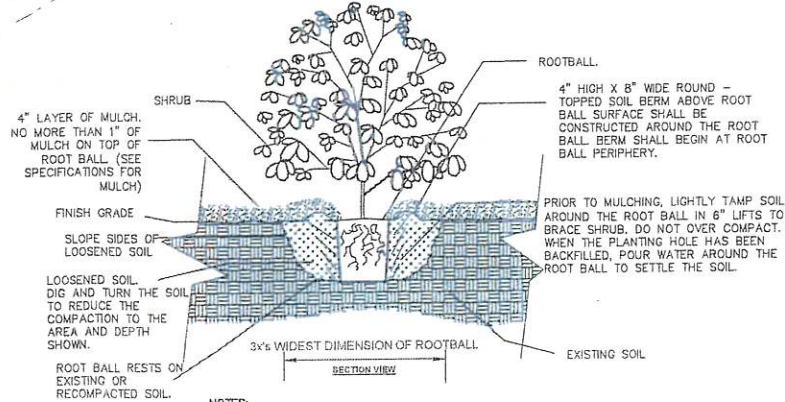 SHRUB
4" LAYER OF MULCH.
NO MORE THAN 1" OF
MULCH ON TOP OF
ROOT BALL. (SEE
SPECIFICATIONS FOR
MULCH)
FINISH GRADE
SLOPE SIDES OF
LOOSENED SOIL
LOOSENED SOIL.
DIG AND TURN THE SOIL
TO REDUCE THE
COMPACTION TO THE
AREA AND DEPTH
SHOWN.
ROOT BALL RESTS ON
EXISTING OR
RECOMPACTED SOIL.
ROOTBALL.
4" HIGH X 8" WIDE ROUND –
TOPPED SOIL BERM ABOVE ROOT
BALL SURFACE SHALL BE
CONSTRUCTED AROUND THE ROOT
BALL. BERM SHALL BEGIN AT ROOT
BALL PERIPHERY.
PRIOR TO MULCHING, LIGHTLY TAMP SOIL
AROUND THE ROOT BALL IN 6" LIFTS TO
BRACE SHRUB. DO NOT OVER COMPACT.
WHEN THE PLANTING HOLE HAS BEEN
BACKFILLED, POUR WATER AROUND THE
ROOT BALL TO SETTLE THE SOIL.
EXISTING SOIL
3x's WIDEST DIMENSION OF ROOTBALL
SECTION VIEW
NOTES: